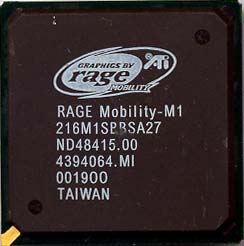 GRAPHICS BY
ATi
rage
MOBILITY
RAGE Mobility-M1
216M1SBBSA27
ND48415.00
4394064.MI
001900
TAIWAN